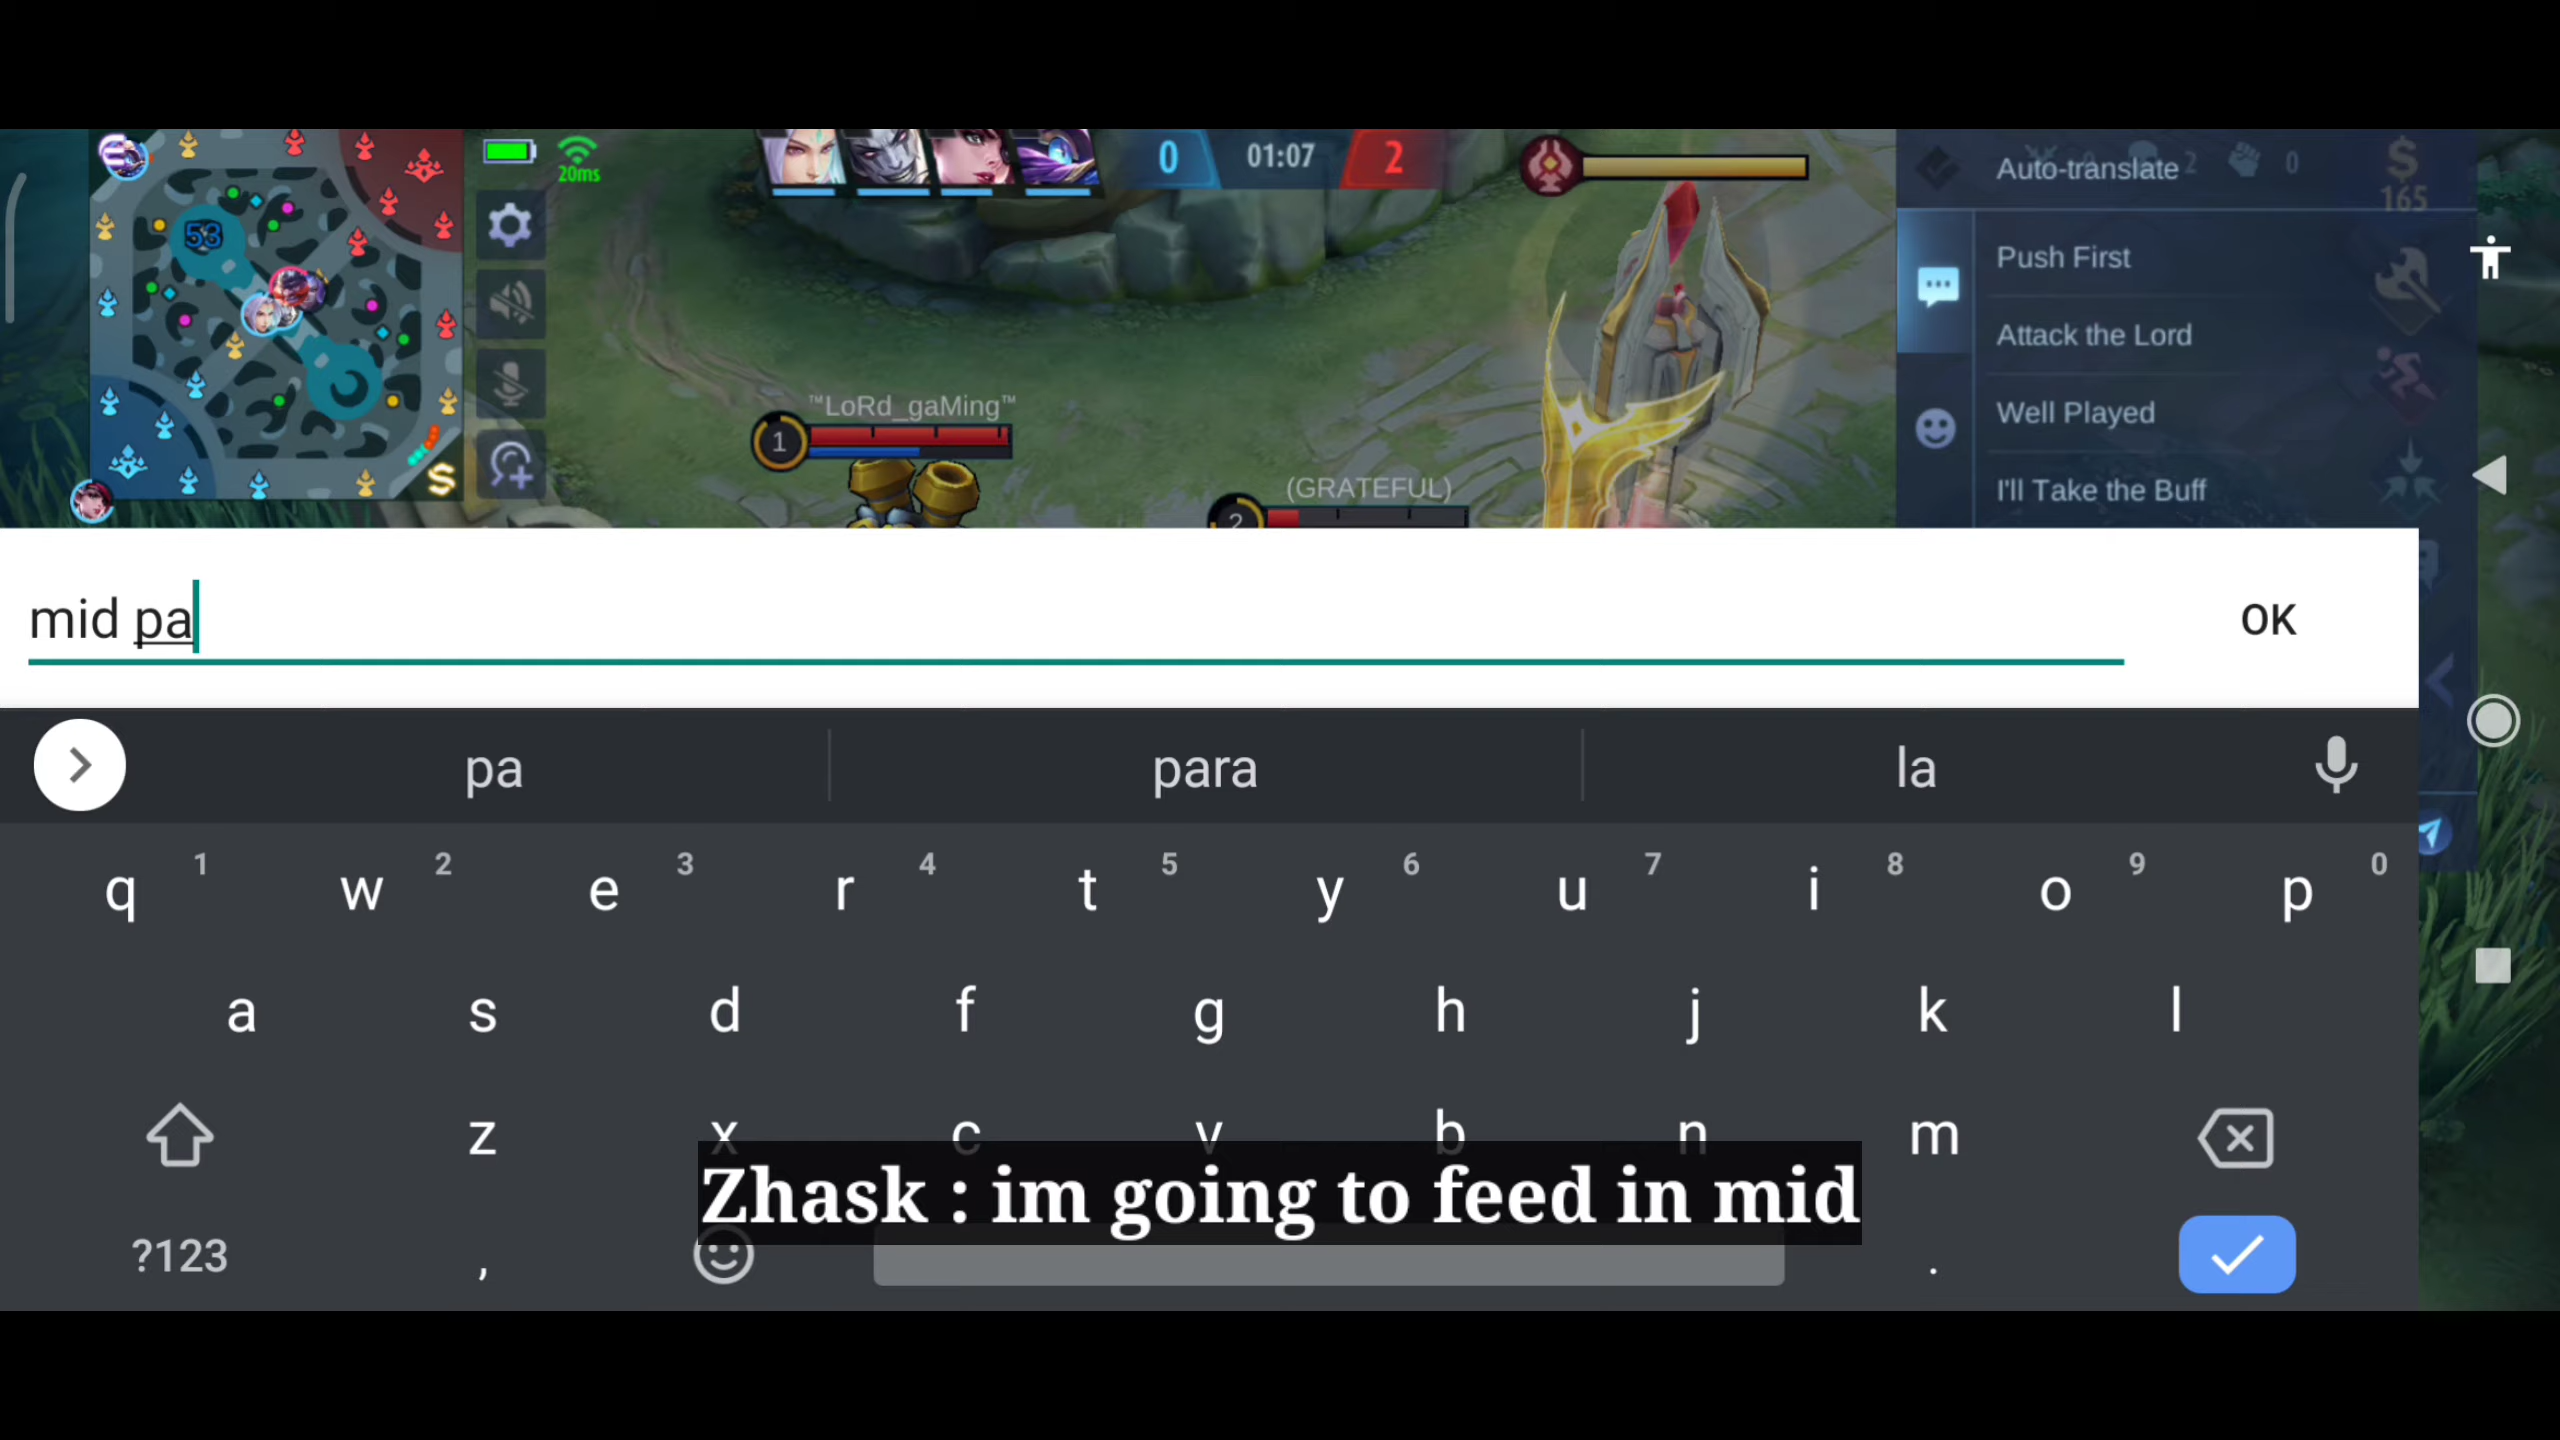 20ms
0
01:07
2
Auto-translate
2
0
165
53
Push First
Attack the Lord
Well Played
I'll Take the Buff
™LoRd_gaMing™
1
(GRATEFUL)
2
mid pa
OK
pa
para
la
q 1 w 2 e 3 r 4 t 5 y 6 u 7 i 8 o 9 p 0
a s d f g h j k l
z x c v b n m
Zhask : im going to feed in mid
?123 , .